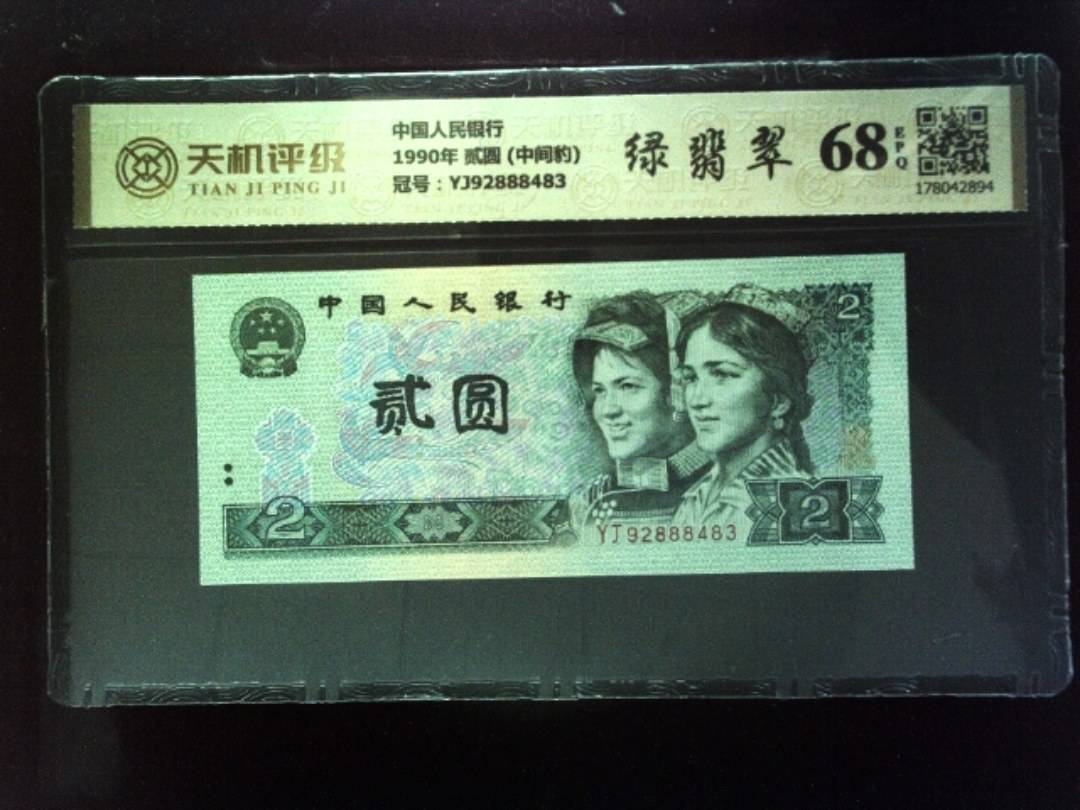 天机评级
TIAN JI PING JI
中国人民银行
1990年 贰圆 (中间豹)
冠号：YJ92888483
绿翡翠
68
EPQ
178042894
中国人民银行
2
贰圆
2
YJ92888483
2